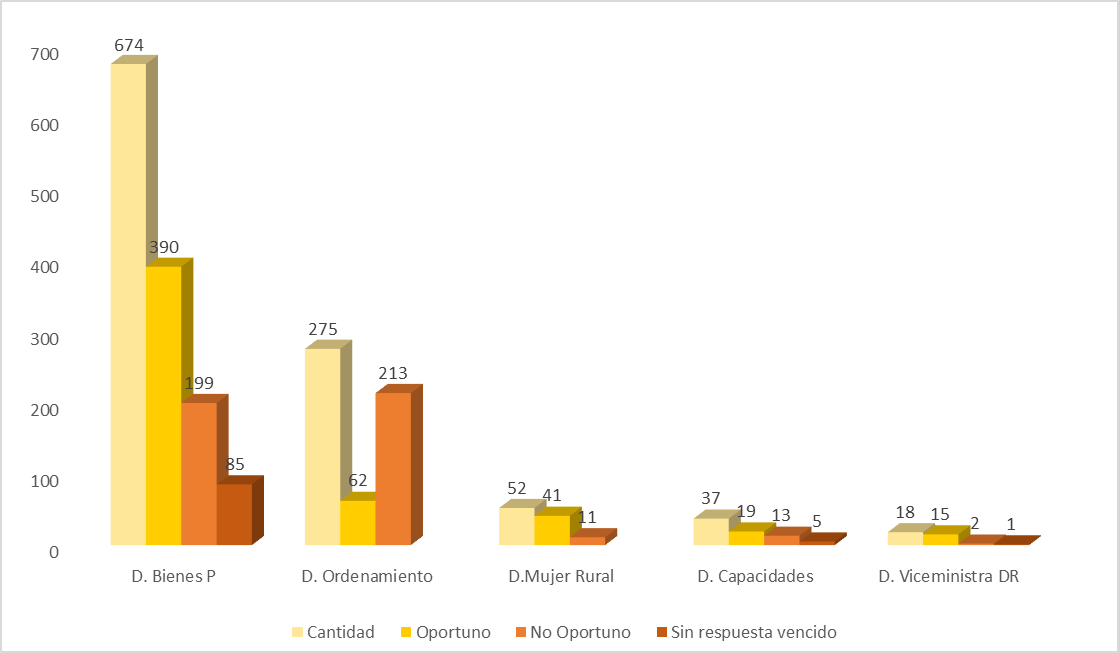 700
600
500
400
300
200
100
0
674
390
199
85
275
62
213
52
41
11
37
19
13
5
18
15
2
1
D. Bienes P
D. Ordenamiento
D.Mujer Rural
D. Capacidades
D. Viceministra DR
Cantidad
Oportuno
No Oportuno
Sin respuesta vencido